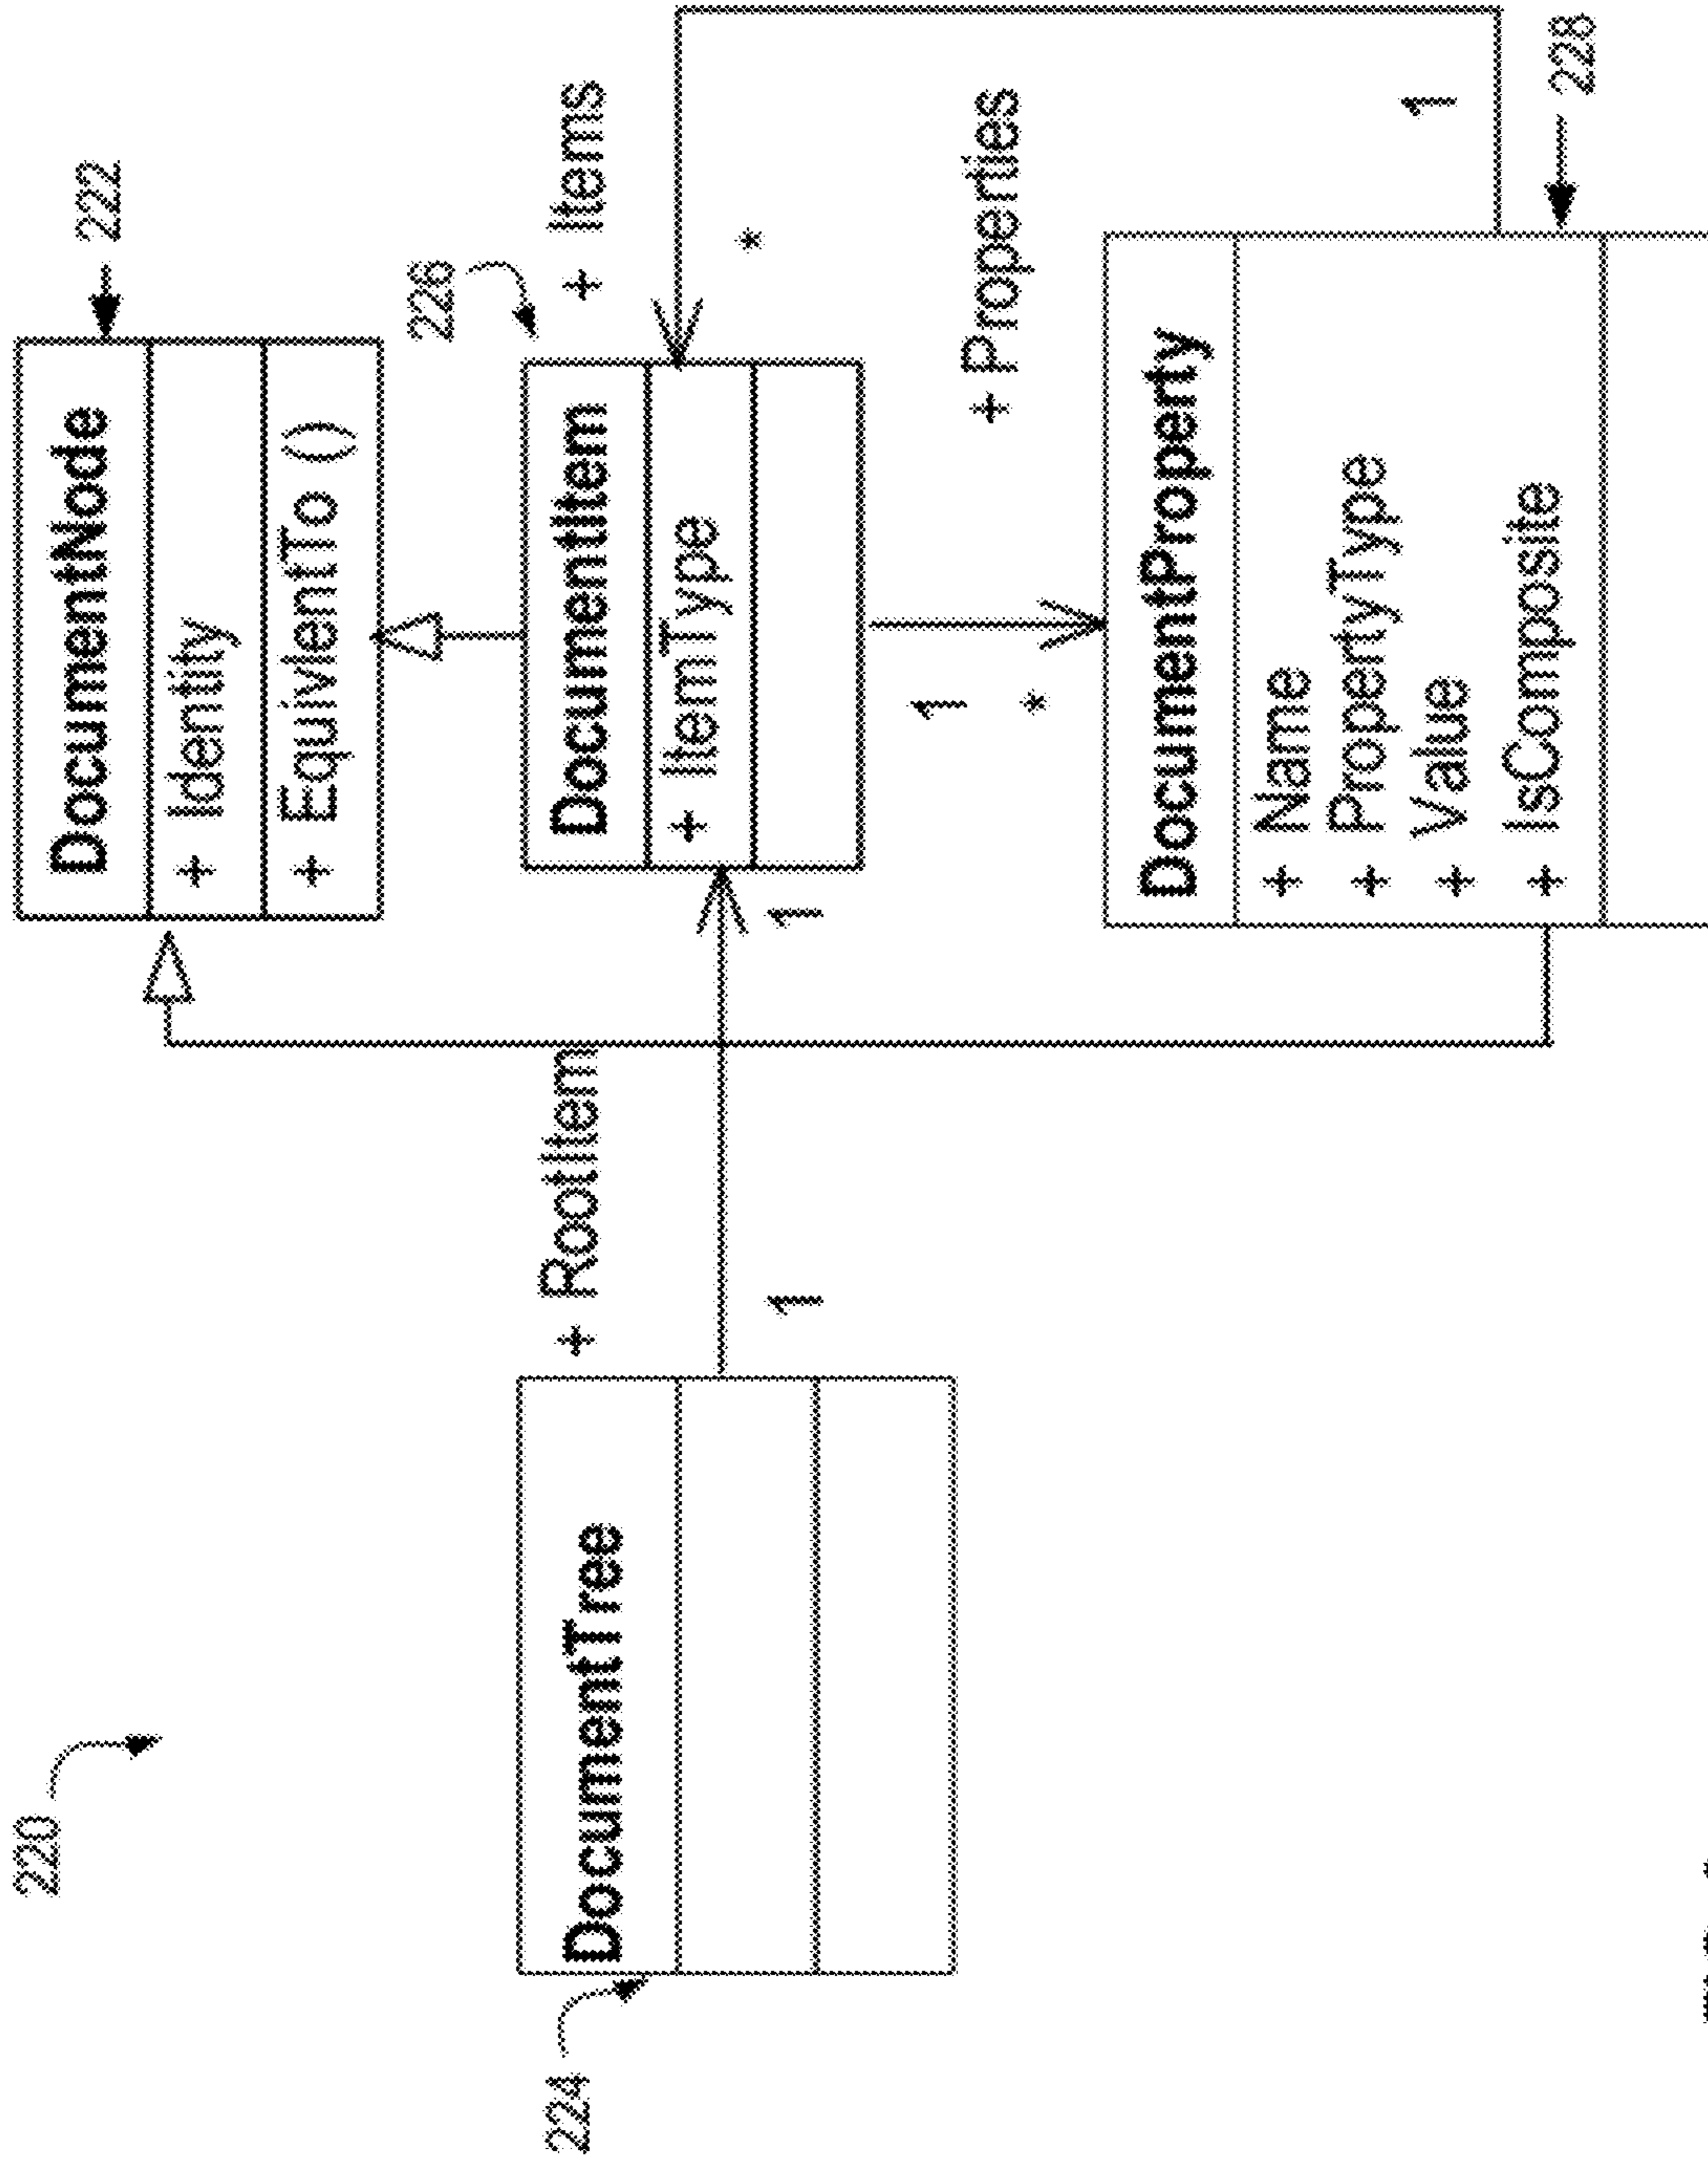 220
DocumentNode
222
+ Identity
+ EquivlentTo ()
226
224
DocumentTree
+ RootItem
DocumentItem
+ Items
+ ItemType
*
1
1
1
*
+ Properties
DocumentProperty
+ Name
+ PropertyType
+ Value
+ IsComposite
1
228